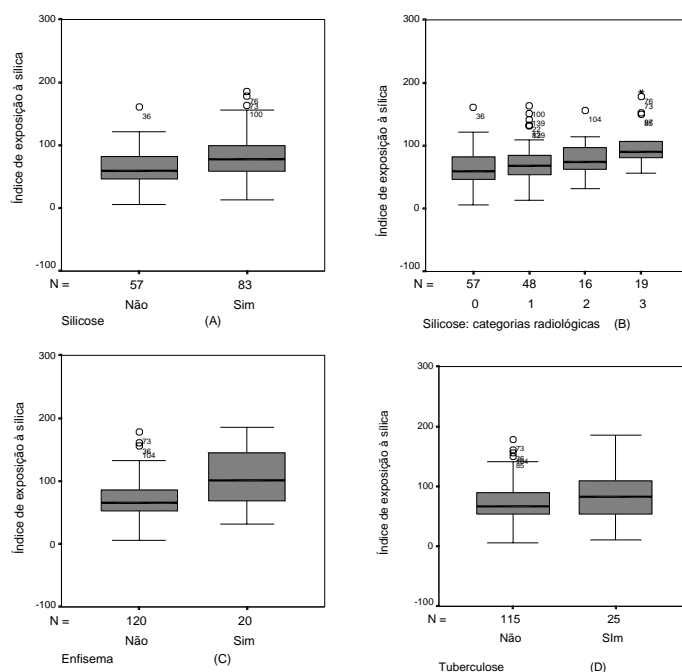 300
200
100
0
-100
Índice de exposição à sílica
36
76
73
100
N = 57 83
Não Sim
Silicose (A)
300
200
100
0
-100
Índice de exposição à sílica
36
100
139
104
76
73
N = 57 48 16 19
0 1 2 3
Silicose: categorias radiológicas (B)
300
200
100
0
-100
Índice de exposição à sílica
73
36
104
N = 120 20
Não Sim
Enfisema (C)
300
200
100
0
-100
Índice de exposição à sílica
73
85
N = 115 25
Não SIm
Tuberculose (D)